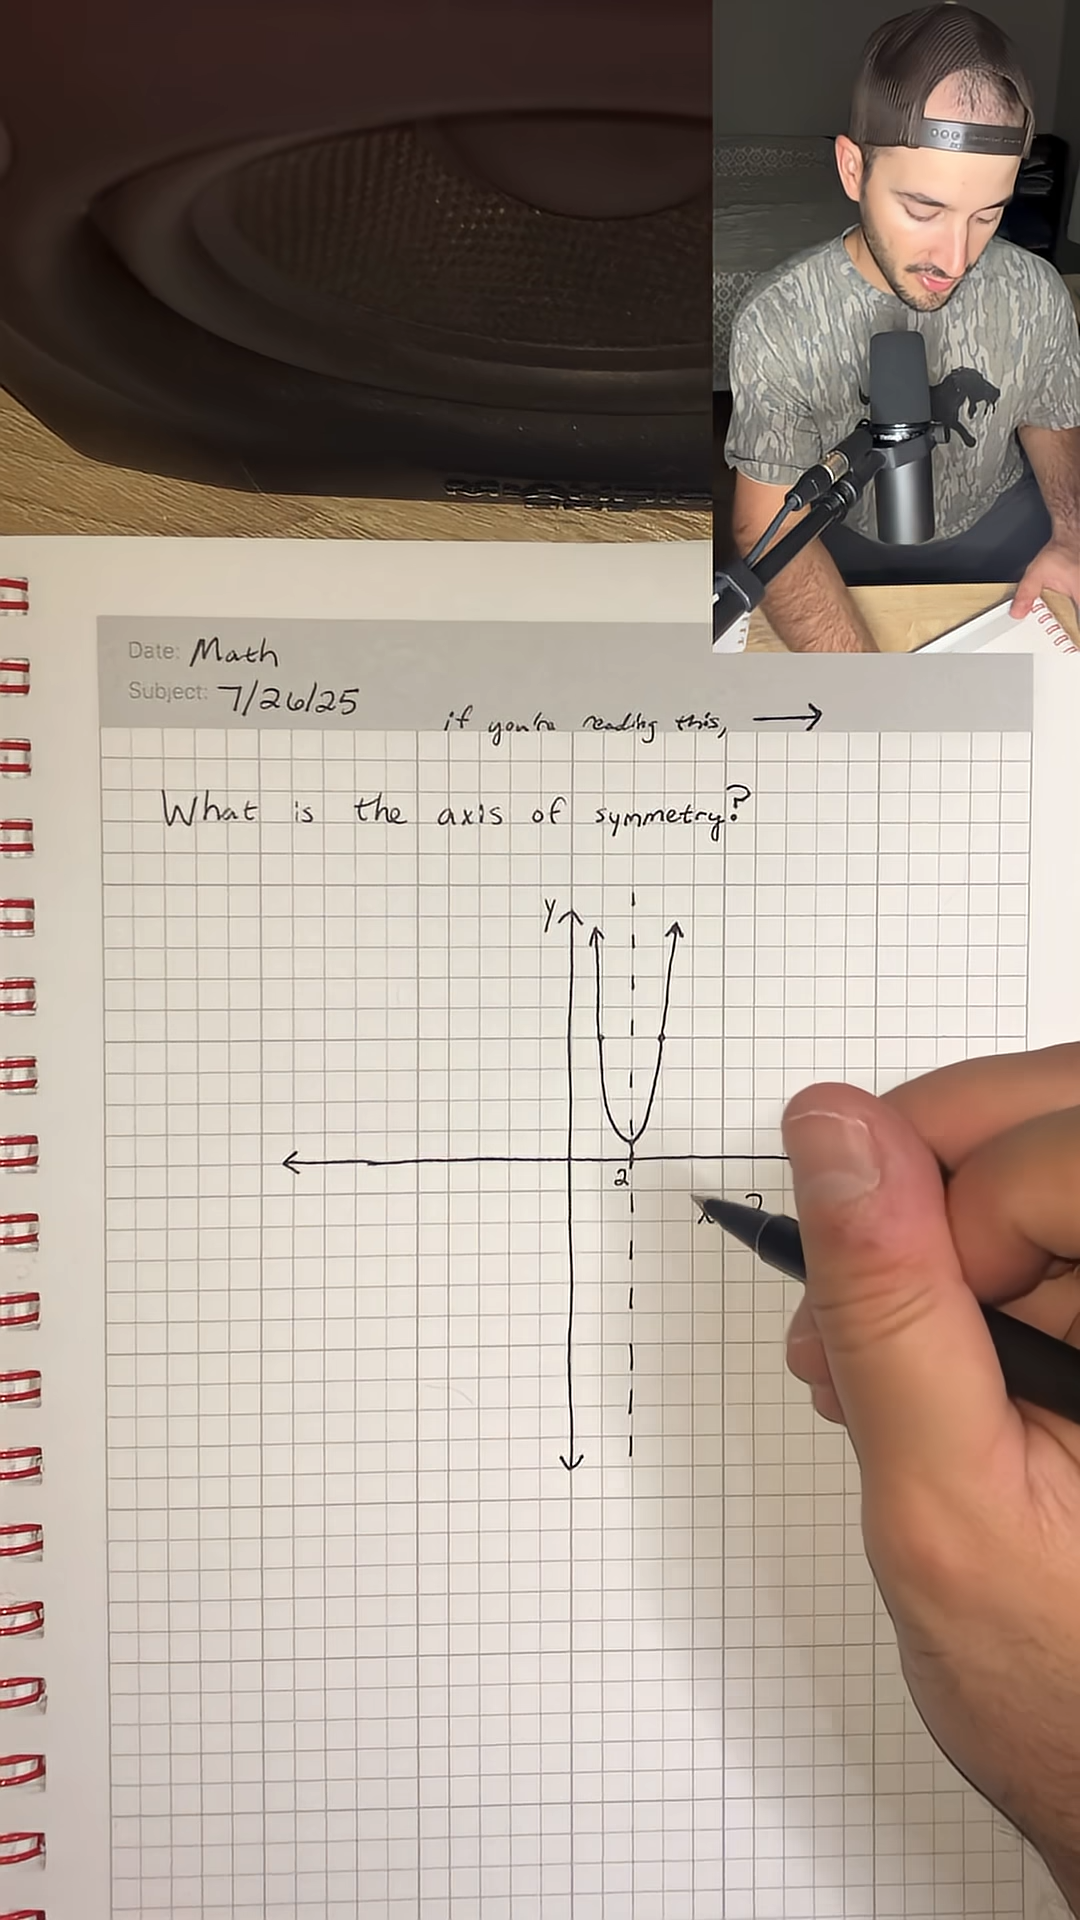 Date: Math
Subject: 7/26/25
if you're reading this, →
What is the axis of symmetry?
y
2
x 2